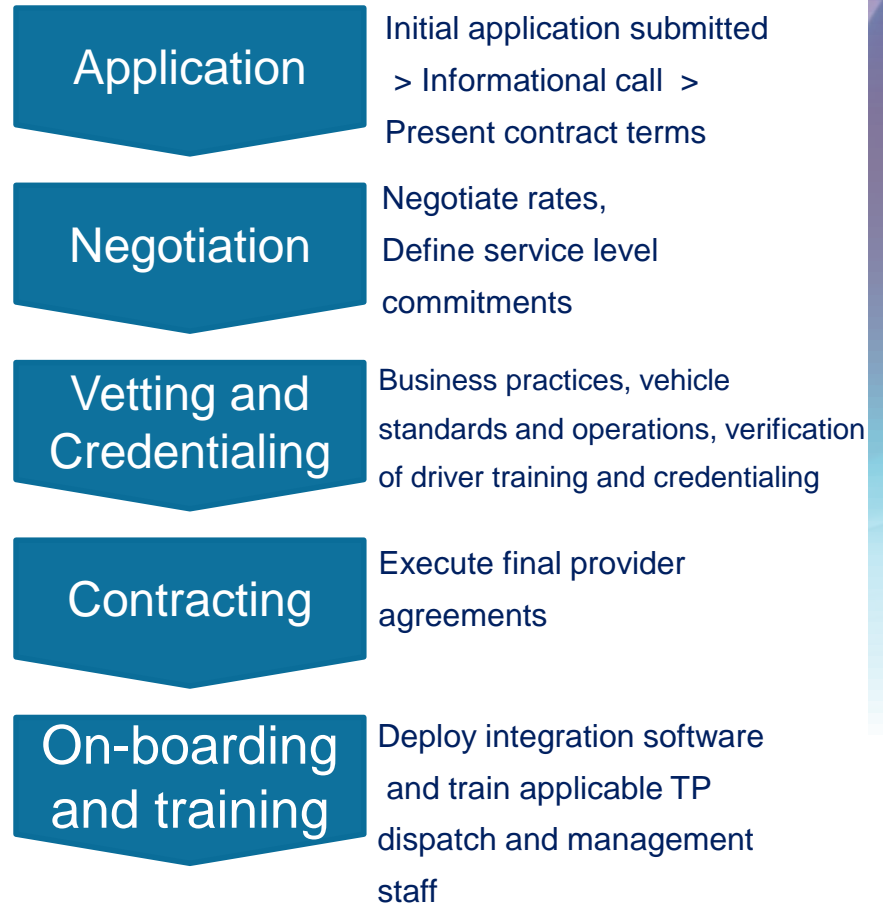 Application
Initial application submitted
> Informational call >
Present contract terms
Negotiation
Negotiate rates,
Define service level
commitments
Vetting and
Credentialing
Business practices, vehicle
standards and operations, verification
of driver training and credentialing
Contracting
Execute final provider
agreements
On-boarding
and training
Deploy integration software
and train applicable TP
dispatch and management
staff